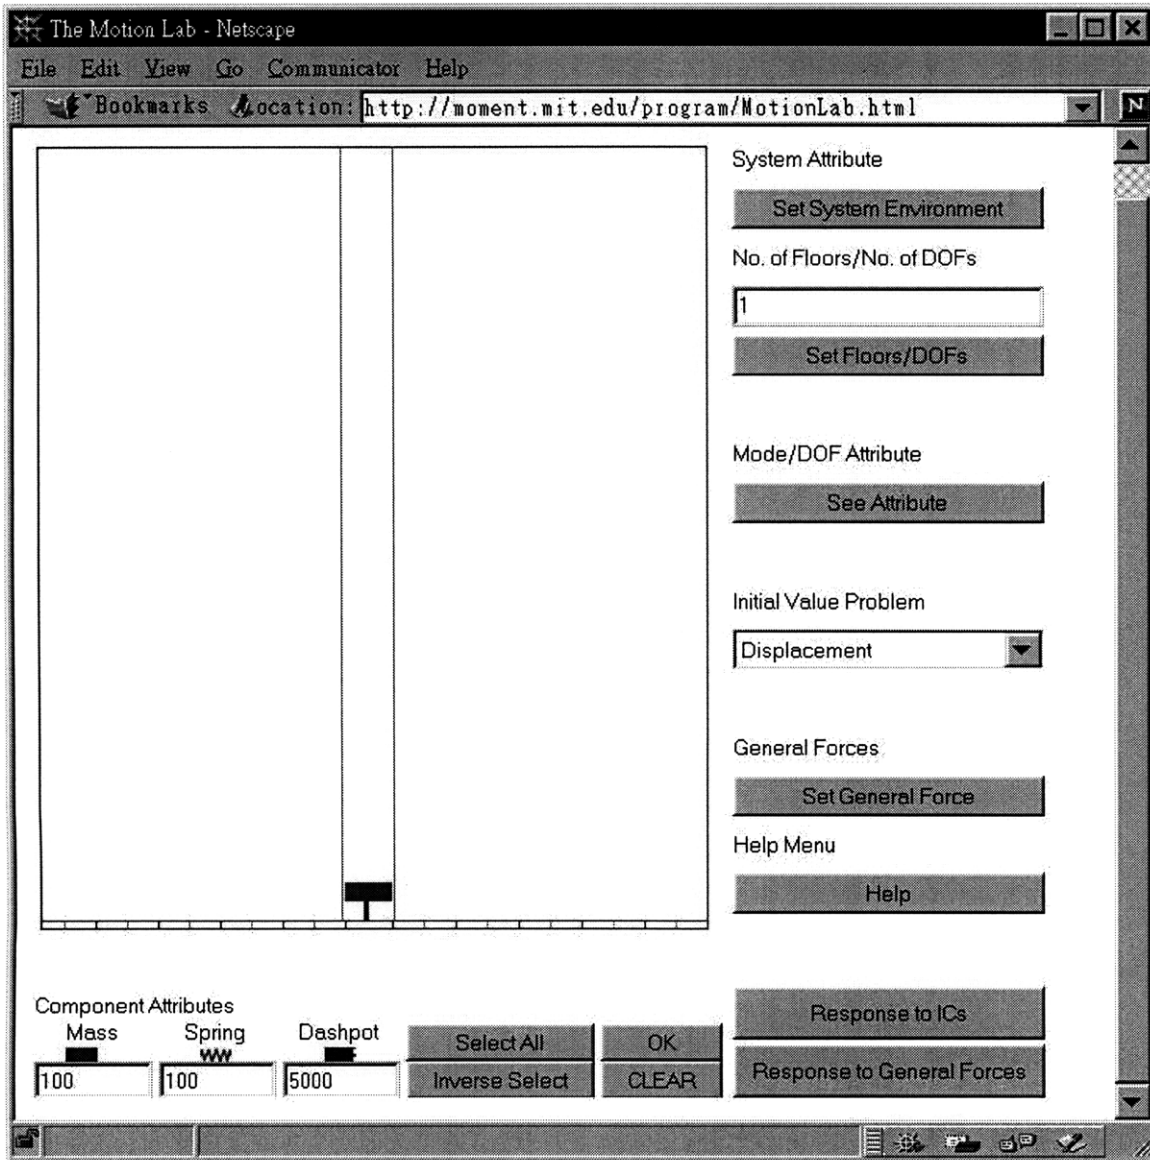 The Motion Lab - Netscape
File Edit View Go Communicator Help
Bookmarks Location: http://moment.mit.edu/program/MotionLab.html
N
System Attribute
Set System Environment
No. of Floors/No. of DOFs
1
Set Floors/DOFs
Mode/DOF Attribute
See Attribute
Initial Value Problem
Displacement
General Forces
Set General Force
Help Menu
Help
Component Attributes
Mass Spring Dashpot
100 100 5000
Select All OK
Inverse Select CLEAR
Response to ICs
Response to General Forces